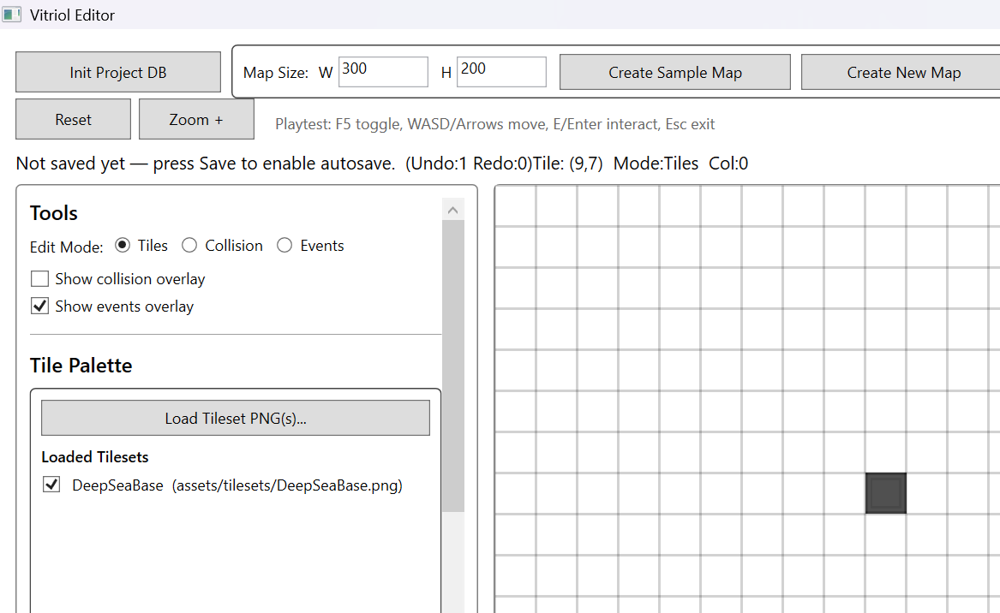 Vitriol Editor
Init Project DB Map Size: W 300 H 200 Create Sample Map Create New Map
Reset Zoom + Playtest: F5 toggle, WASD/Arrows move, E/Enter interact, Esc exit
Not saved yet — press Save to enable autosave. (Undo:1 Redo:0)Tile: (9,7) Mode:Tiles Col:0
Tools
Edit Mode: Tiles Collision Events
Show collision overlay
Show events overlay
Tile Palette
Load Tileset PNG(s)...
Loaded Tilesets
DeepSeaBase (assets/tilesets/DeepSeaBase.png)